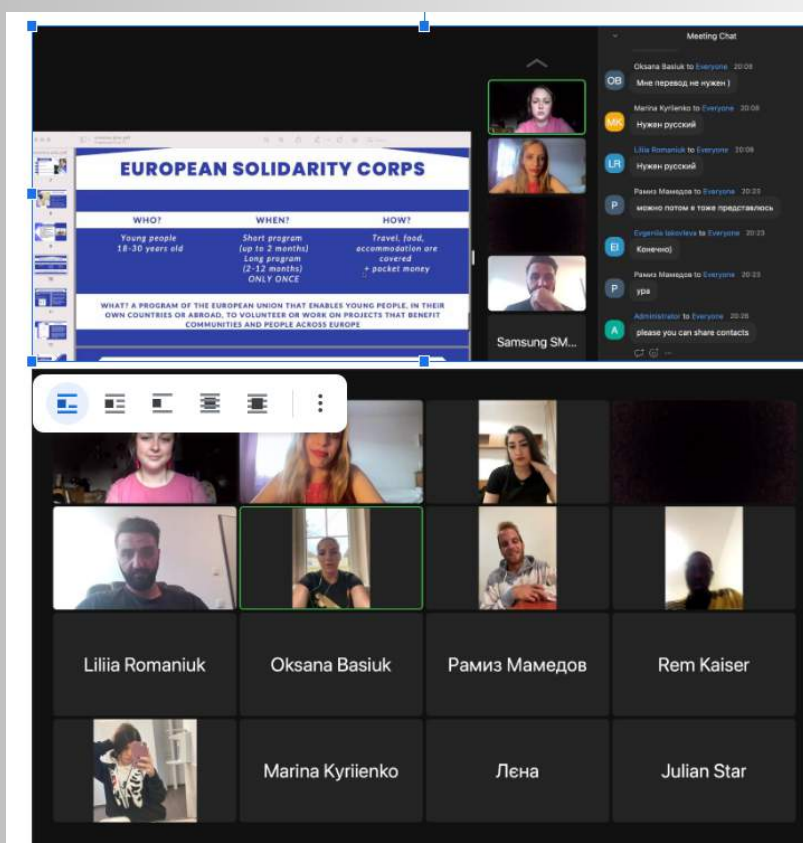 Meeting Chat
OB
Oksana Basiuk to Everyone 20:08
Мне перевод не нужен )
MK
Marina Kyriienko to Everyone 20:08
Нужен русский
LR
Liliia Romaniuk to Everyone 20:08
Нужен русский
Р
Рамиз Мамедов to Everyone 20:23
можно потом я тоже представлюсь
EI
Evgeniia Iakovleva to Everyone 20:23
Конечно)
Р
Рамиз Мамедов to Everyone 20:23
ура
A
Administrator to Everyone 20:28
please you can share contacts
EUROPEAN SOLIDARITY CORPS
WHO?
Young people
18-30 years old
WHEN?
Short program
(up to 2 months)
Long program
(2-12 months)
ONLY ONCE
HOW?
Travel, food,
accommodation are
covered
+ pocket money
WHAT? A PROGRAM OF THE EUROPEAN UNION THAT ENABLES YOUNG PEOPLE, IN THEIR
OWN COUNTRIES OR ABROAD, TO VOLUNTEER OR WORK ON PROJECTS THAT BENEFIT
COMMUNITIES AND PEOPLE ACROSS EUROPE
Samsung SM...
Liliia Romaniuk
Oksana Basiuk
Рамиз Мамедов
Rem Kaiser
Marina Kyriienko
Лєна
Julian Star